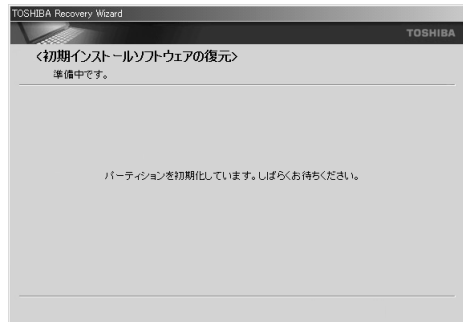 TOSHIBA Recovery Wizard
TOSHIBA
<初期インストールソフトウェアの復元>
準備中です。
パーティションを初期化しています。しばらくお待ちください。